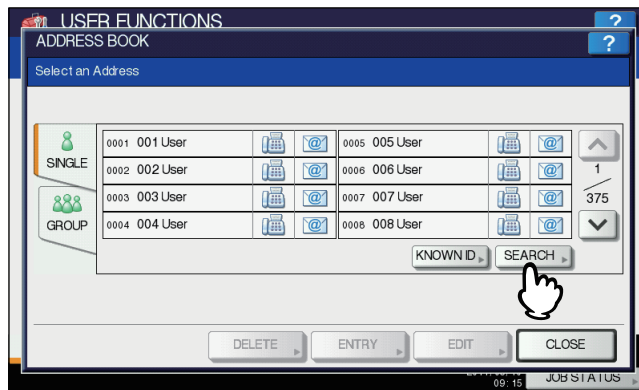 USER FUNCTIONS ?
ADDRESS BOOK ?
Select an Address
SINGLE
GROUP
0001 001 User @ 0005 005 User @
0002 002 User @ 0006 006 User @
0003 003 User @ 0007 007 User @
0004 004 User @ 0008 008 User @
1
375
KNOWN ID SEARCH
DELETE ENTRY EDIT CLOSE
09:15 JOB STATUS